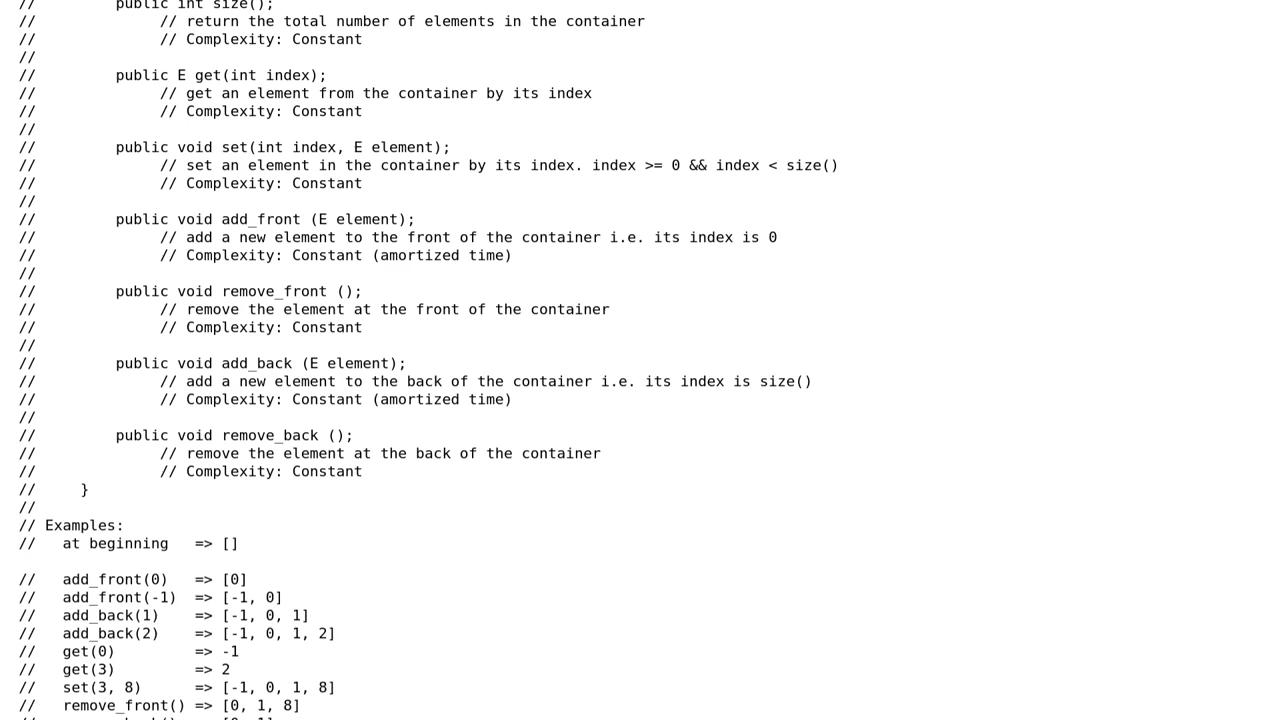 //         public int size();
//              // return the total number of elements in the container
//              // Complexity: Constant
//
//         public E get(int index);
//              // get an element from the container by its index
//              // Complexity: Constant
//
//         public void set(int index, E element);
//              // set an element in the container by its index. index >= 0 && index < size()
//              // Complexity: Constant
//
//         public void add_front (E element);
//              // add a new element to the front of the container i.e. its index is 0
//              // Complexity: Constant (amortized time)
//
//         public void remove_front ();
//              // remove the element at the front of the container
//              // Complexity: Constant
//
//         public void add_back (E element);
//              // add a new element to the back of the container i.e. its index is size()
//              // Complexity: Constant (amortized time)
//
//         public void remove_back ();
//              // remove the element at the back of the container
//              // Complexity: Constant
//     }
//
// Examples:
//   at beginning   => []

//   add_front(0)   => [0]
//   add_front(-1)  => [-1, 0]
//   add_back(1)    => [-1, 0, 1]
//   add_back(2)    => [-1, 0, 1, 2]
//   get(0)         => -1
//   get(3)         => 2
//   set(3, 8)      => [-1, 0, 1, 8]
//   remove_front() => [0, 1, 8]